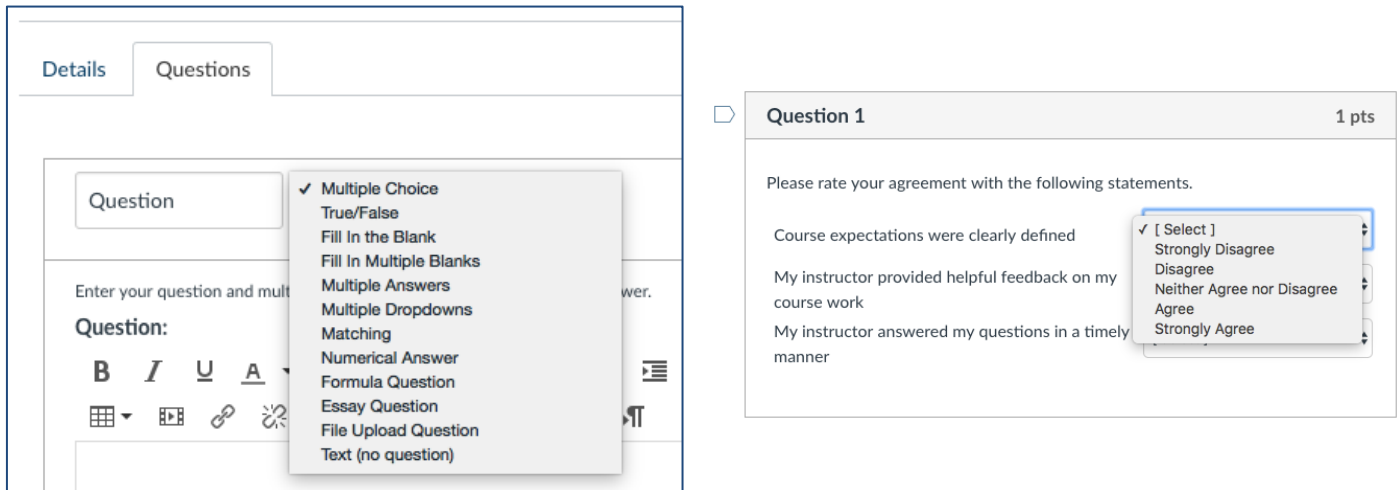 Details
Questions
Question
✓ Multiple Choice
True/False
Fill In the Blank
Fill In Multiple Blanks
Multiple Answers
Multiple Dropdowns
Matching
Numerical Answer
Formula Question
Essay Question
File Upload Question
Text (no question)
Enter your question and mult
wer.
Question:
B I U A
Question 1
1 pts
Please rate your agreement with the following statements.
Course expectations were clearly defined
My instructor provided helpful feedback on my
course work
My instructor answered my questions in a timely
manner
✓ [ Select ]
Strongly Disagree
Disagree
Neither Agree nor Disagree
Agree
Strongly Agree